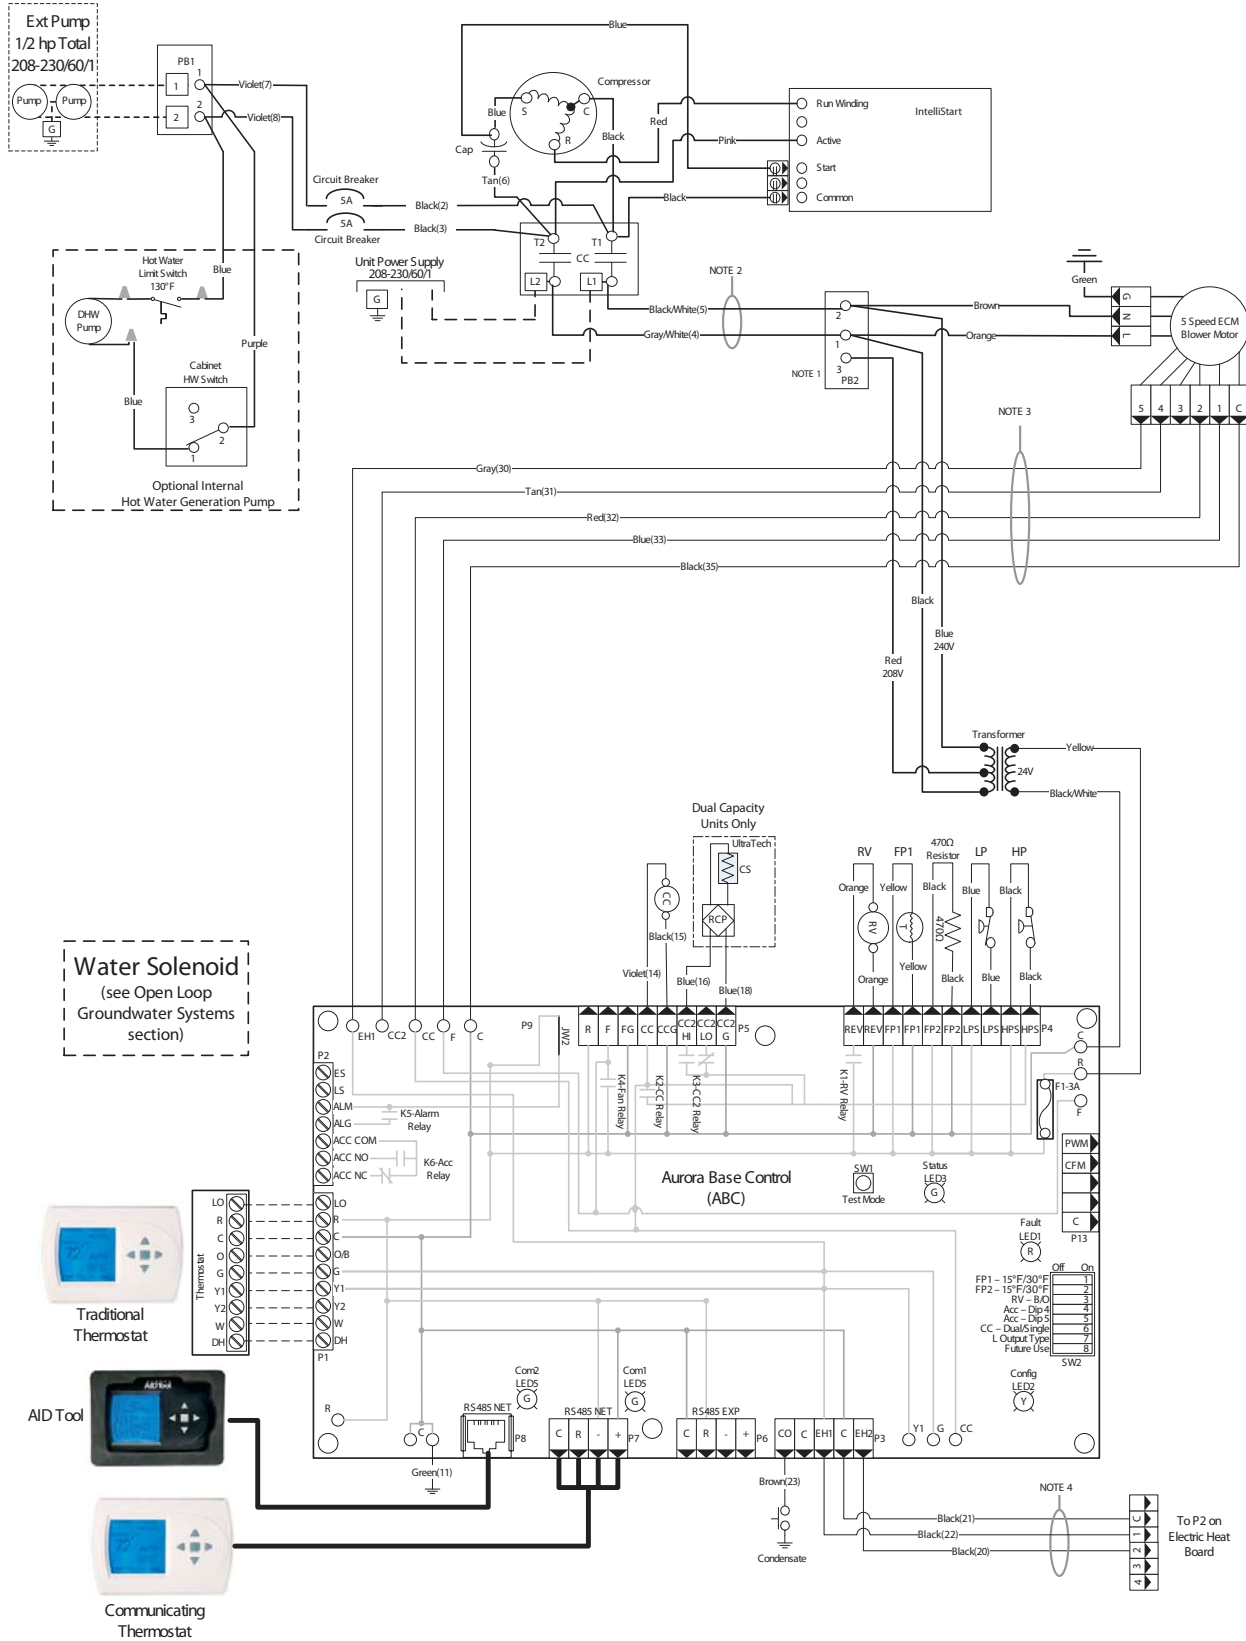 Ext Pump
1/2 hp Total
208-230/60/1
Pump
Pump
G
PB1
1
1
2
2
Violet(7)
Violet(8)
Circuit Breaker
5A
5A
Circuit Breaker
Black(2)
Black(3)
Blue
Compressor
S
C
R
Blue
Cap
Tan(6)
Black
Red
Pink
Black
Run Winding
IntelliStart
Active
Start
Common
T2
T1
CC
L2
L1
Unit Power Supply
208-230/60/1
G
Hot Water
Limit Switch
130°F
DHW
Pump
Blue
Purple
Blue
Cabinet
HW Switch
3
2
1
Optional Internal
Hot Water Generation Pump
NOTE 2
Black/White(5)
Gray/White(4)
2
1
3
PB2
NOTE 1
Green
Brown
Orange
G
N
L
5 Speed ECM
Blower Motor
5
4
3
2
1
C
NOTE 3
Gray(30)
Tan(31)
Red(32)
Blue(33)
Black(35)
Black
Blue
240V
Red
208V
Transformer
24V
Yellow
Black/White
Dual Capacity
Units Only
UltraTech
CS
RCP
CC
Black(15)
Violet(14)
Blue(16)
Blue(18)
RV
FP1
470Ω
Resistor
LP
HP
Orange
Yellow
Black
Blue
Black
RV
T
470Ω
Orange
Yellow
Black
Blue
Black
Water Solenoid
(see Open Loop
Groundwater Systems
section)
EH1
CC2
CC
F
C
P9
JW2
R
F
FG
CC
CCG
CC2
HI
CC2
LO
CC2
G
P5
REV
REV
FP1
FP1
FP2
FP2
LPS
LPS
HPS
HPS
P4
C
R
F1-3A
F
P2
ES
LS
ALM
ALG
ACC COM
ACC NO
ACC NC
K5-Alarm
Relay
K6-Acc
Relay
K4-Fan Relay
K2-CC Relay
K3-CC2 Relay
K1-RV Relay
Aurora Base Control
(ABC)
SW1
Test Mode
Status
LED3
G
PWM
CFM
C
P13
Fault
LED1
R
Off
On
FP1 – 15°F/30°F
1
FP2 – 15°F/30°F
2
RV – B/O
3
Acc – Dip 4
4
Acc – Dip 5
5
CC – Dual/Single
6
L Output Type
7
Future Use
8
SW2
Config
LED2
Y
Thermostat
LO
R
C
O
G
Y1
Y2
W
DH
LO
R
C
O/B
G
Y1
Y2
W
DH
P1
Traditional
Thermostat
AID Tool
Communicating
Thermostat
R
C
Green(11)
RS485 NET
P8
Com2
LED5
G
Com1
LED5
G
RS485 NET
C
R
-
+
P7
RS485 EXP
C
R
-
+
P6
CO
C
EH1
C
EH2
P3
Y1
G
CC
Brown(23)
Condensate
NOTE 4
Black(21)
Black(22)
Black(20)
C
1
2
3
4
To P2 on
Electric Heat
Board